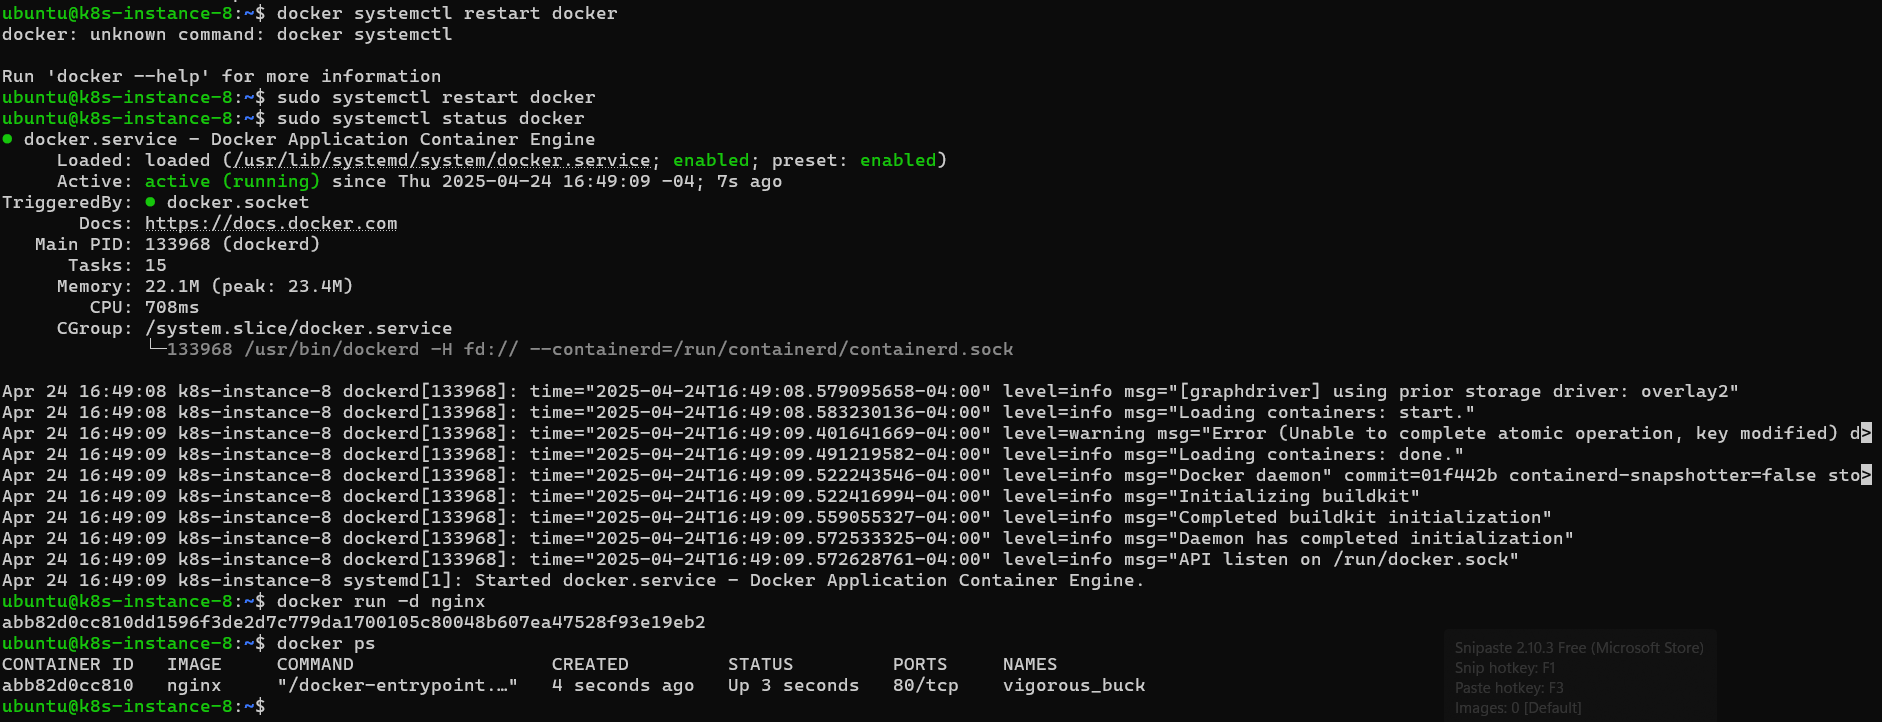 ubuntu@k8s-instance-8:~$ docker systemctl restart docker
docker: unknown command: docker systemctl

Run 'docker --help' for more information
ubuntu@k8s-instance-8:~$ sudo systemctl restart docker
ubuntu@k8s-instance-8:~$ sudo systemctl status docker
● docker.service - Docker Application Container Engine
     Loaded: loaded (/usr/lib/systemd/system/docker.service; enabled; preset: enabled)
     Active: active (running) since Thu 2025-04-24 16:49:09 -04; 7s ago
TriggeredBy: ● docker.socket
       Docs: https://docs.docker.com
   Main PID: 133968 (dockerd)
      Tasks: 15
     Memory: 22.1M (peak: 23.4M)
        CPU: 708ms
     CGroup: /system.slice/docker.service
             └─133968 /usr/bin/dockerd -H fd:// --containerd=/run/containerd/containerd.sock

Apr 24 16:49:08 k8s-instance-8 dockerd[133968]: time="2025-04-24T16:49:08.579095658-04:00" level=info msg="[graphdriver] using prior storage driver: overlay2"
Apr 24 16:49:08 k8s-instance-8 dockerd[133968]: time="2025-04-24T16:49:08.583230136-04:00" level=info msg="Loading containers: start."
Apr 24 16:49:09 k8s-instance-8 dockerd[133968]: time="2025-04-24T16:49:09.401641669-04:00" level=warning msg="Error (Unable to complete atomic operation, key modified) d>
Apr 24 16:49:09 k8s-instance-8 dockerd[133968]: time="2025-04-24T16:49:09.491219582-04:00" level=info msg="Loading containers: done."
Apr 24 16:49:09 k8s-instance-8 dockerd[133968]: time="2025-04-24T16:49:09.522243546-04:00" level=info msg="Docker daemon" commit=01f442b containerd-snapshotter=false sto>
Apr 24 16:49:09 k8s-instance-8 dockerd[133968]: time="2025-04-24T16:49:09.522416994-04:00" level=info msg="Initializing buildkit"
Apr 24 16:49:09 k8s-instance-8 dockerd[133968]: time="2025-04-24T16:49:09.559055327-04:00" level=info msg="Completed buildkit initialization"
Apr 24 16:49:09 k8s-instance-8 dockerd[133968]: time="2025-04-24T16:49:09.572533325-04:00" level=info msg="Daemon has completed initialization"
Apr 24 16:49:09 k8s-instance-8 dockerd[133968]: time="2025-04-24T16:49:09.572628761-04:00" level=info msg="API listen on /run/docker.sock"
Apr 24 16:49:09 k8s-instance-8 systemd[1]: Started docker.service - Docker Application Container Engine.
ubuntu@k8s-instance-8:~$ docker run -d nginx
abb82d0cc810dd1596f3de2d7c779da1700105c80048b607ea47528f93e19eb2
ubuntu@k8s-instance-8:~$ docker ps
CONTAINER ID   IMAGE     COMMAND                  CREATED         STATUS         PORTS     NAMES
abb82d0cc810   nginx     "/docker-entrypoint.…"   4 seconds ago   Up 3 seconds   80/tcp    vigorous_buck
ubuntu@k8s-instance-8:~$
Snipaste 2.10.3 Free (Microsoft Store)
Snip hotkey: F1
Paste hotkey: F3
Images: 0 [Default]